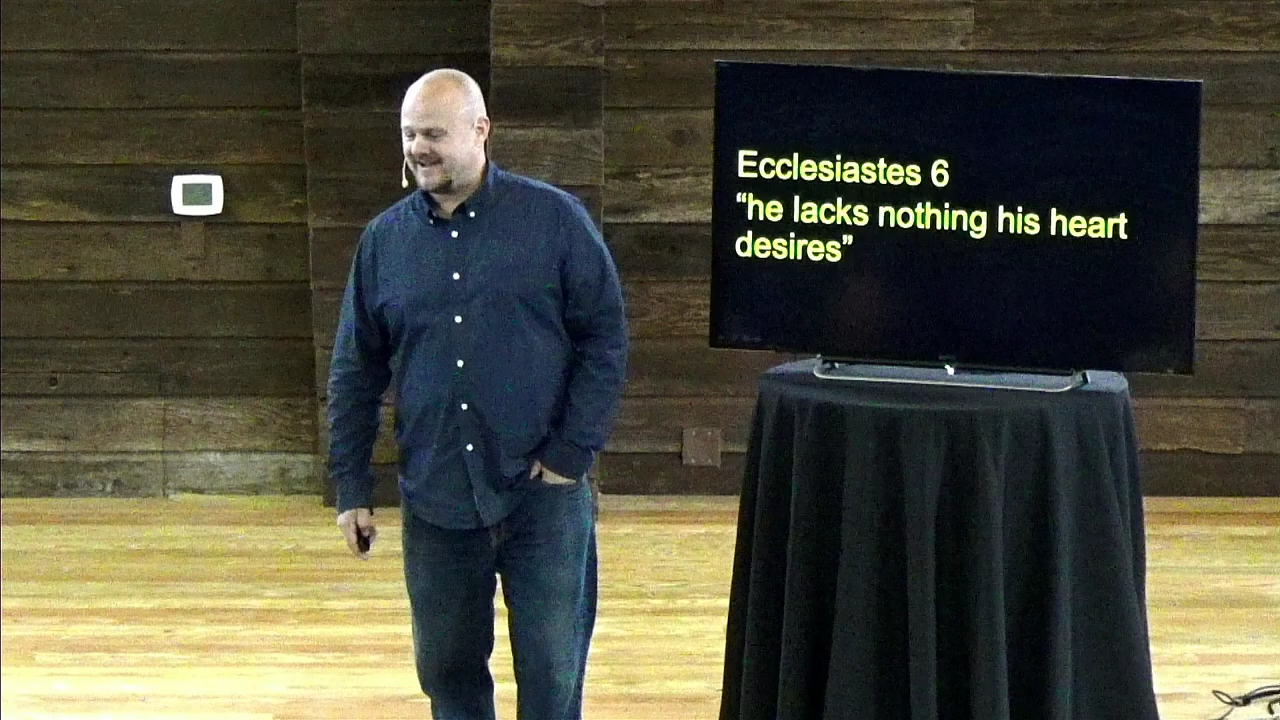 Ecclesiastes 6
“he lacks nothing his heart
desires”